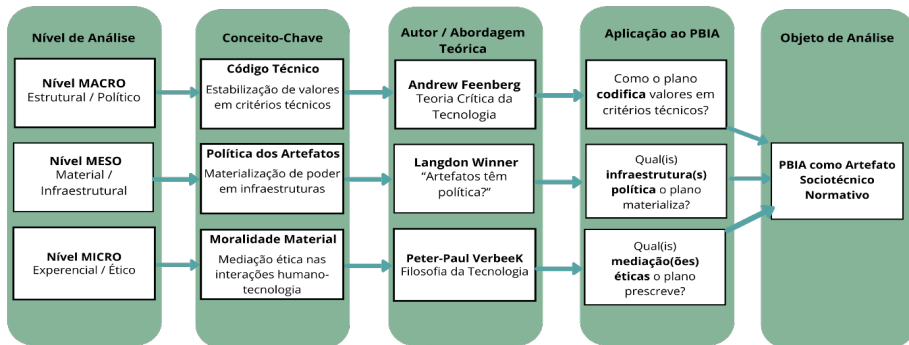 Nível de Análise
Nível MACRO
Estrutural / Político
Nível MESO
Material /
Infraestrutural
Nível MICRO
Experencial / Ético
Conceito-Chave
Código Técnico
Estabilização de valores
em critérios técnicos
Política dos Artefatos
Materialização de poder
em infraestruturas
Moralidade Material
Mediação ética nas
interações humano-
tecnologia
Autor / Abordagem
Teórica
Andrew Feenberg
Teoria Crítica da
Tecnologia
Langdon Winner
“Artefatos têm
política?”
Peter-Paul VerbeeK
Filosofia da Tecnologia
Aplicação ao PBIA
Como o plano
codifica valores em
critérios técnicos?
Qual(is)
infraestrutura(s)
política o plano
materializa?
Qual(is)
mediação(ões)
éticas o plano
prescreve?
Objeto de Análise
PBIA como Artefato
Sociotécnico
Normativo